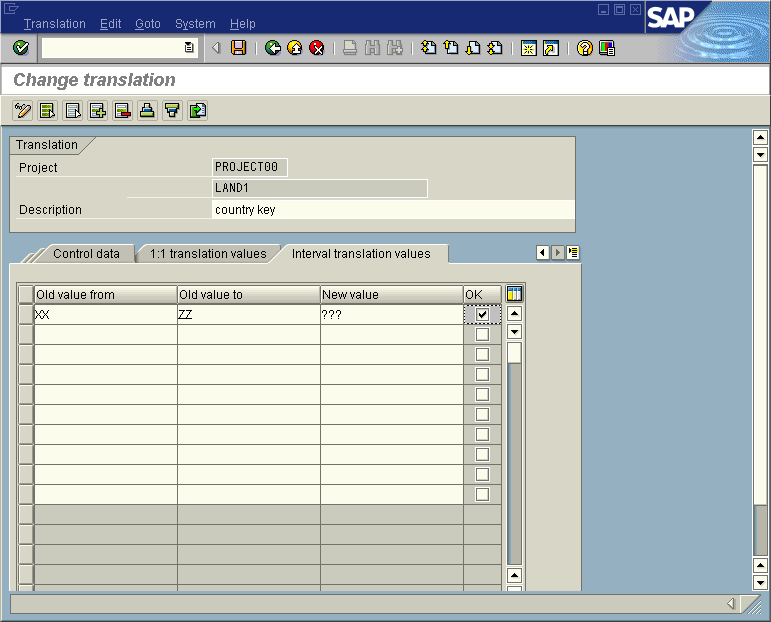 Translation Edit Goto System Help
SAP
Change translation
Translation
Project PROJECT00
LAND1
Description country key
Control data 1:1 translation values Interval translation values
Old value from Old value to New value OK
XX ZZ ???